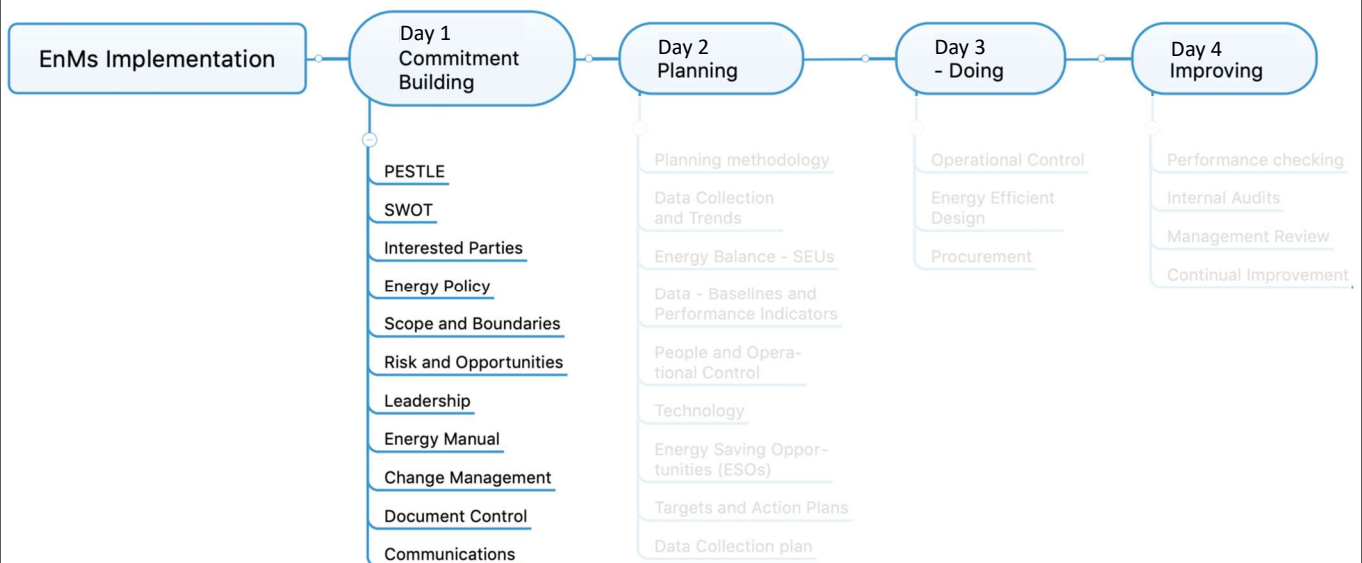 EnMs Implementation
Day 1
Commitment
Building
PESTLE
SWOT
Interested Parties
Energy Policy
Scope and Boundaries
Risk and Opportunities
Leadership
Energy Manual
Change Management
Document Control
Communications
Day 2
Planning
Planning methodology
Data Collection
and Trends
Energy Balance - SEUs
Data - Baselines and
Performance Indicators
People and Opera-
tional Control
Technology
Energy Saving Oppor-
tunities (ESOs)
Targets and Action Plans
Data Collection plan
Day 3
- Doing
Operational Control
Energy Efficient
Design
Procurement
Day 4
Improving
Performance checking
Internal Audits
Management Review
Continual Improvement